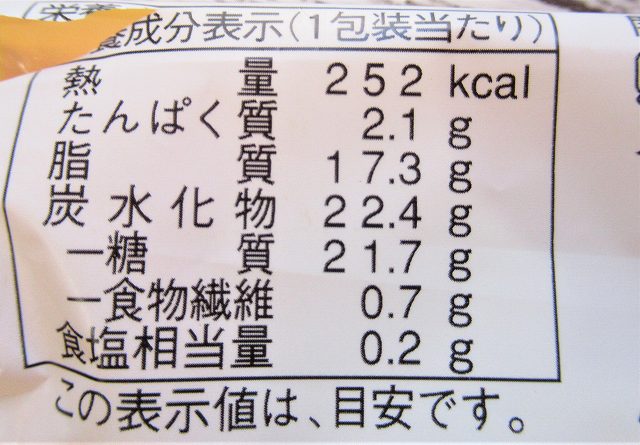 栄養成分表示(1包装当たり)
熱量 252 kcal
たんぱく質 2.1 g
脂質 17.3 g
炭水化物 22.4 g
ー糖質 21.7 g
ー食物繊維 0.7 g
食塩相当量 0.2 g
この表示値は、目安です。